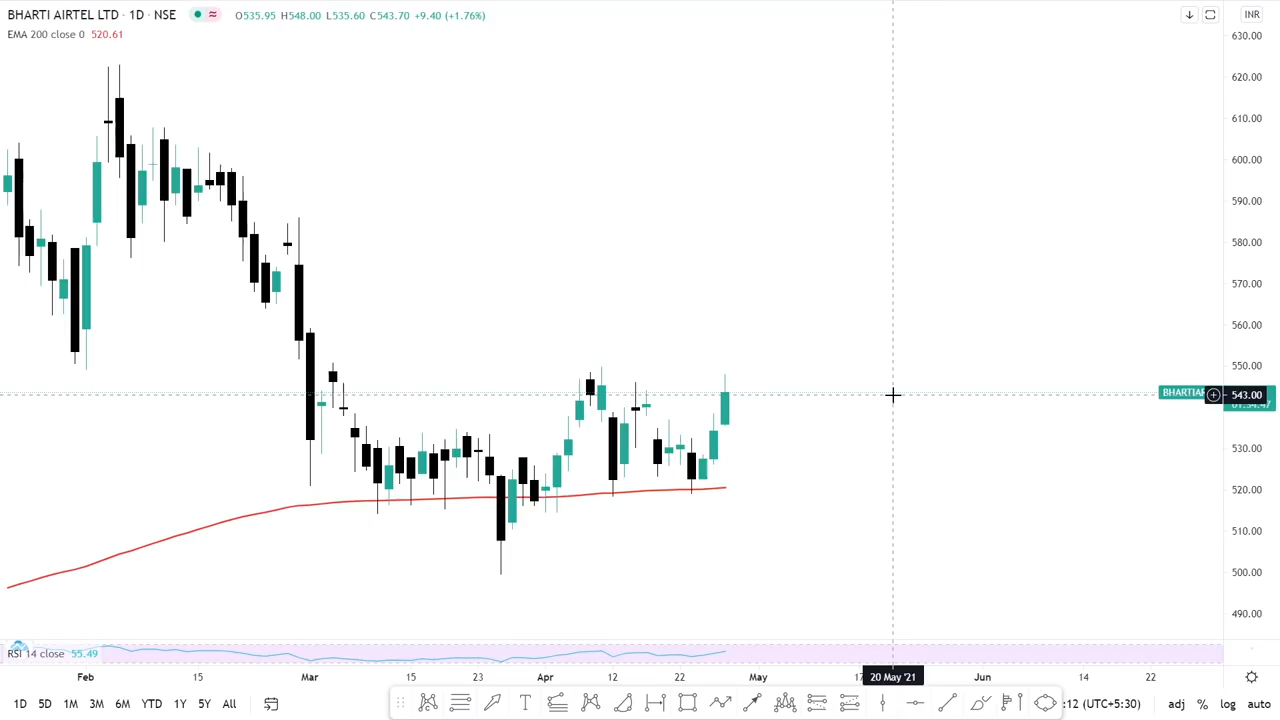 BHARTI AIRTEL LTD · 1D · NSE O535.95 H548.00 L535.60 C543.70 +9.40 (+1.76%) INR
EMA 200 close 0 520.61
630.00
620.00
610.00
600.00
590.00
580.00
570.00
560.00
550.00
BHARTIAR 543.00
530.00
520.00
510.00
500.00
490.00
RSI 14 close 55.49
Feb 15 Mar 15 23 Apr 12 22 May 20 May '21 Jun 14 22
1D 5D 1M 3M 6M YTD 1Y 5Y All :12 (UTC+5:30) adj % log auto